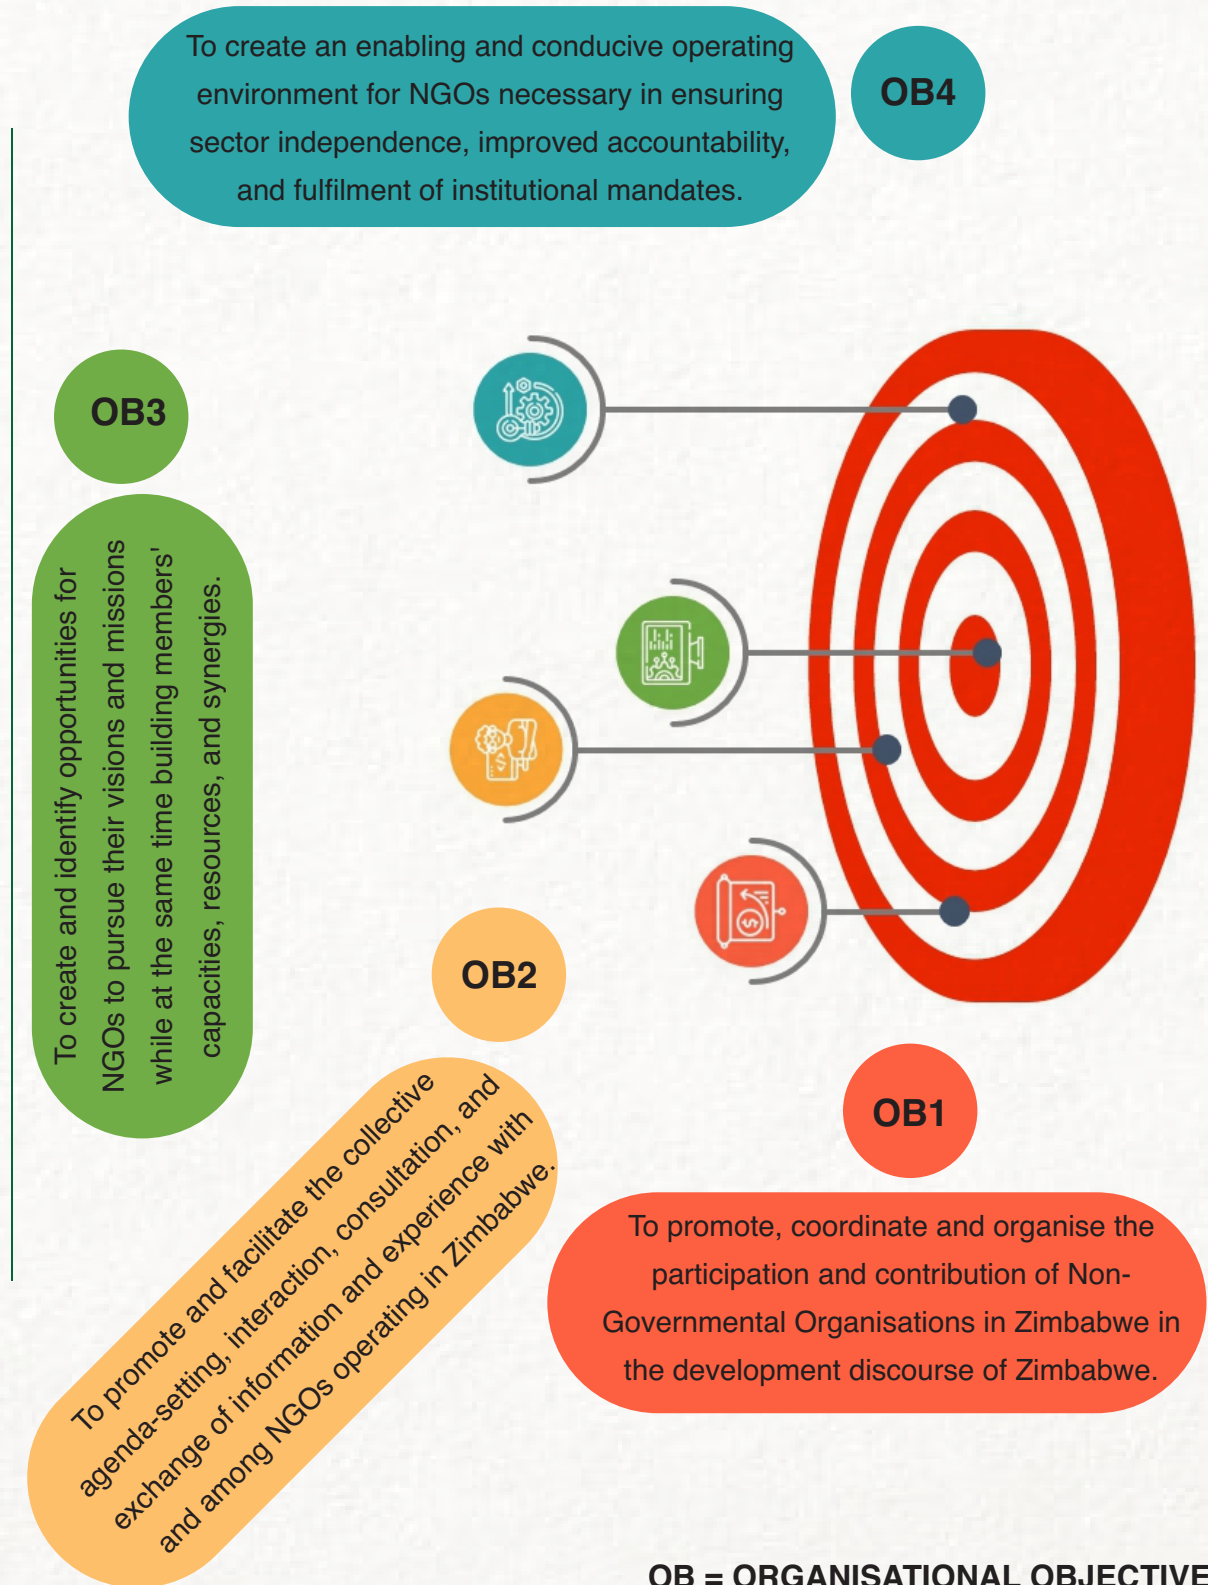 To create an enabling and conducive operating
environment for NGOs necessary in ensuring
sector independence, improved accountability,
and fulfilment of institutional mandates.
OB4
OB3
To create and identify opportunities for
NGOs to pursue their visions and missions
while at the same time building members'
capacities, resources, and synergies.
OB2
To promote and facilitate the collective
agenda-setting, interaction, consultation, and
exchange of information and experience with
and among NGOs operating in Zimbabwe.
OB1
To promote, coordinate and organise the
participation and contribution of Non-
Governmental Organisations in Zimbabwe in
the development discourse of Zimbabwe.
OB = ORGANISATIONAL OBJECTIVE